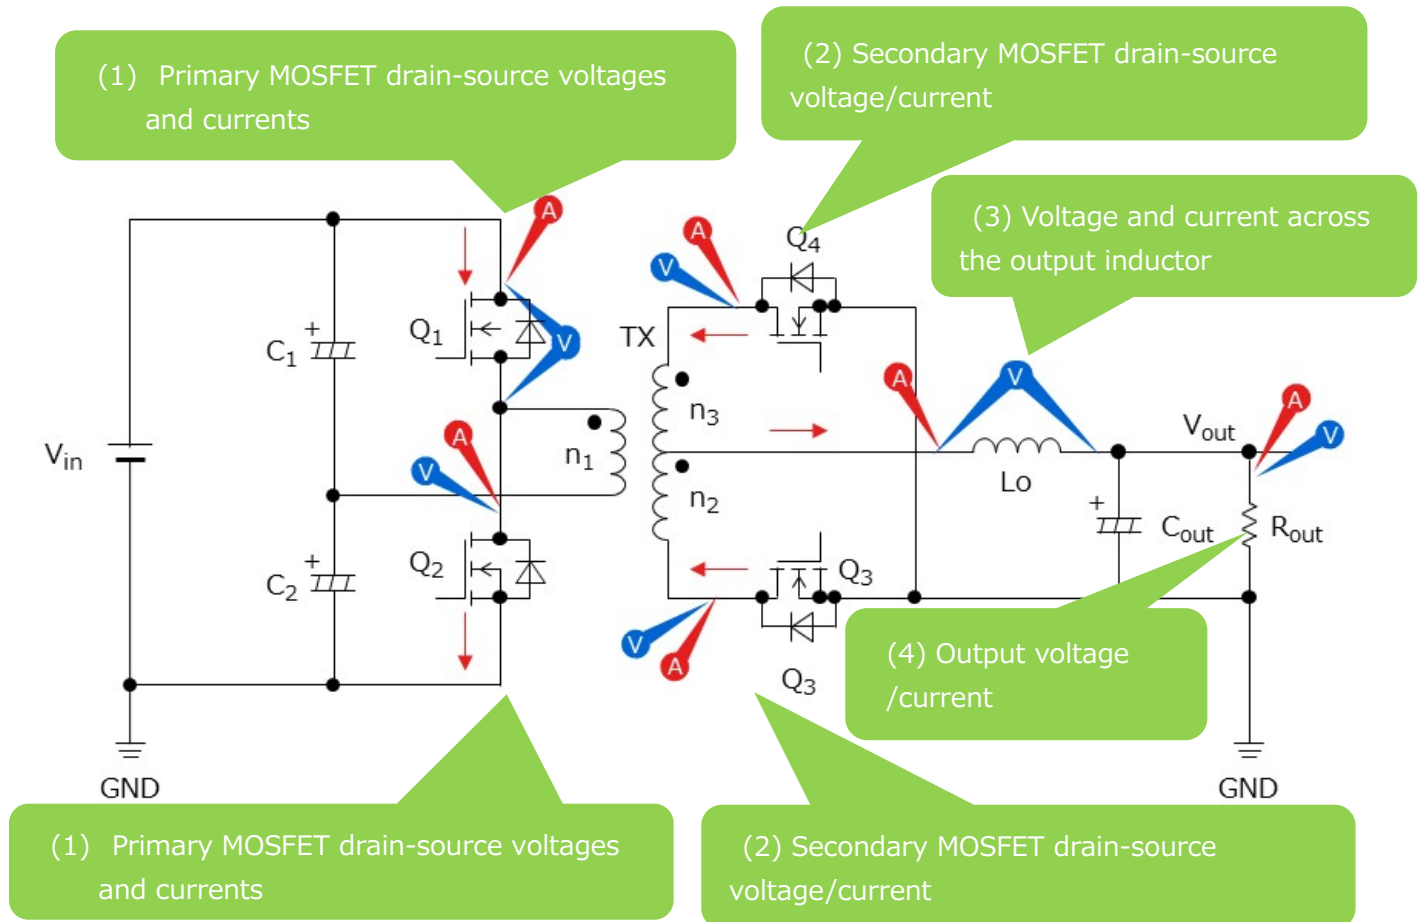 (1) Primary MOSFET drain-source voltages
and currents
(2) Secondary MOSFET drain-source
voltage/current
(3) Voltage and current across
the output inductor
A
A
Q4
V
Q1
V
TX
C1
n3
A
V
A
Vout
V
Vin
A
V
n1
n2
Lo
Cout
Rout
Q2
C2
Q3
V
A
Q3
(4) Output voltage
/current
GND
GND
(1) Primary MOSFET drain-source voltages
and currents
(2) Secondary MOSFET drain-source
voltage/current